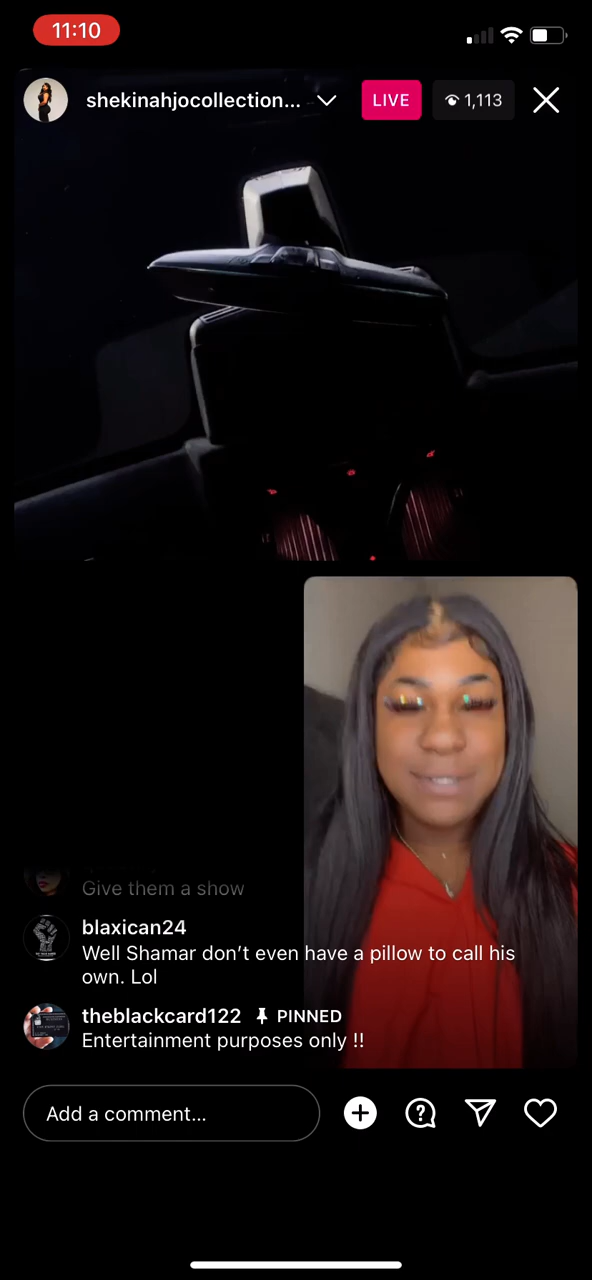 11:10
shekinahjocollection...
LIVE
1,113
Give them a show
blaxican24
Well Shamar don't even have a pillow to call his
own. Lol
theblackcard122 PINNED
Entertainment purposes only !!
Add a comment...